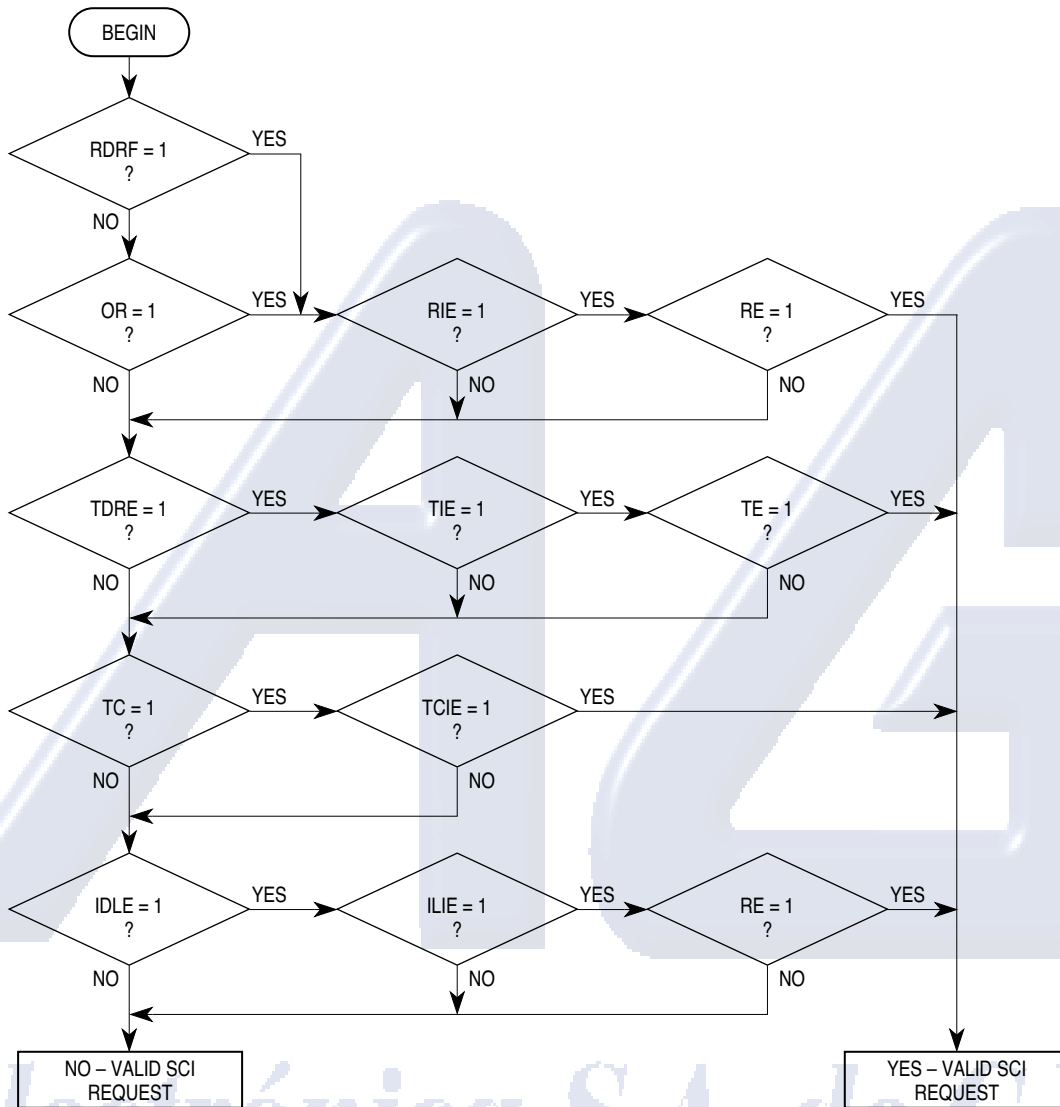 BEGIN
RDRF = 1
?
YES
NO
OR = 1
?
YES
NO
RIE = 1
?
YES
NO
RE = 1
?
YES
NO
TDRE = 1
?
YES
NO
TIE = 1
?
YES
NO
TE = 1
?
YES
NO
TC = 1
?
YES
NO
TCIE = 1
?
YES
NO
IDLE = 1
?
YES
NO
ILIE = 1
?
YES
NO
RE = 1
?
YES
NO
NO – VALID SCI
REQUEST
YES – VALID SCI
REQUEST